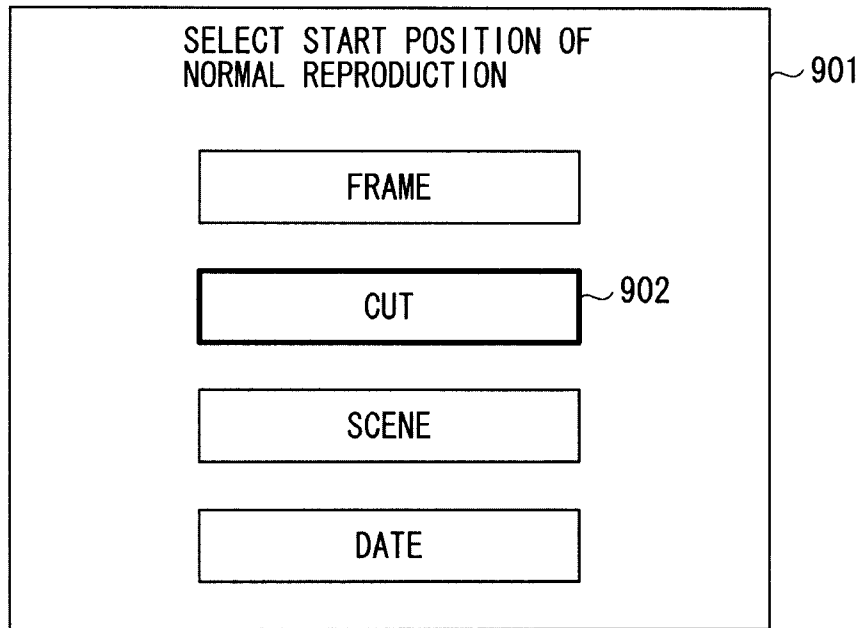 SELECT START POSITION OF
NORMAL REPRODUCTION
901
FRAME
CUT
902
SCENE
DATE